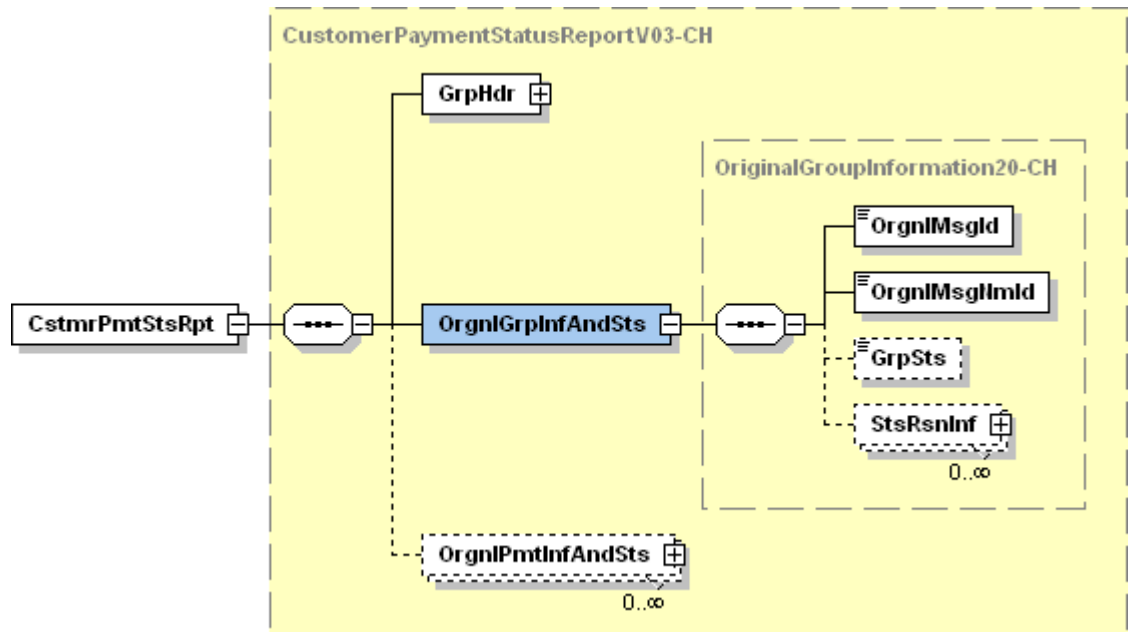 CustomerPaymentStatusReportV03-CH
GrpHdr
OriginalGroupInformation20-CH
OrgnlMsgId
OrgnlMsgNmId
CstmrPmtStsRpt
OrgnlGrpInfAndSts
GrpSts
StsRsnInf
0..∞
OrgnlPmtInfAndSts
0..∞